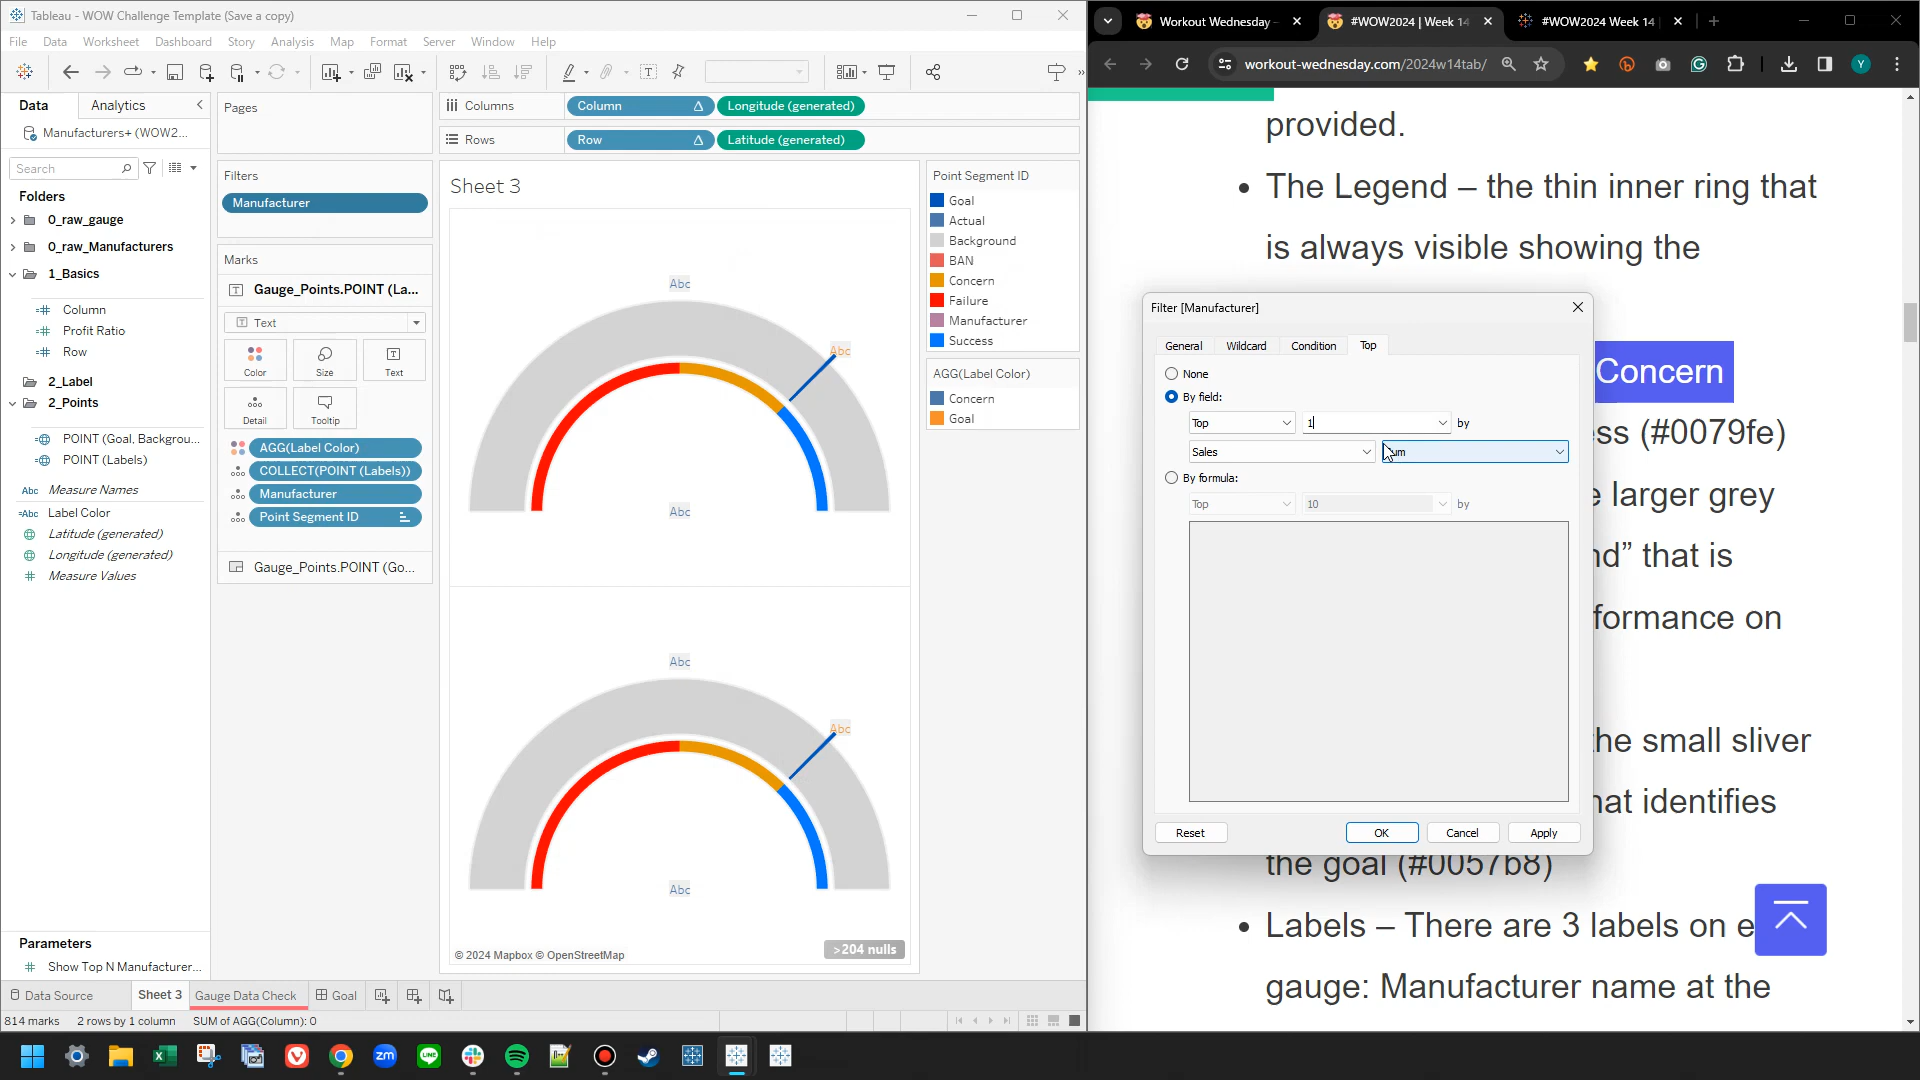 Tableau - WOW Challenge Template (Save a copy)
File Data Worksheet Dashboard Story Analysis Map Format Server Window Help
Data Analytics
Manufacturers+ (WOW2...
Search
Folders
0_raw_gauge
0_raw_Manufacturers
1_Basics
Column
Profit Ratio
Row
2_Label
2_Points
POINT (Goal, Backgrou...
POINT (Labels)
Abc Measure Names
=Abc Label Color
Latitude (generated)
Longitude (generated)
# Measure Values
Parameters
# Show Top N Manufacturer...
Pages
Filters
Manufacturer
Marks
Gauge_Points.POINT (La...
Text
Color Size Text
Detail Tooltip
AGG(Label Color)
COLLECT(POINT (Labels))
Manufacturer
Point Segment ID
Gauge_Points.POINT (Go...
Columns Column Longitude (generated)
Rows Row Latitude (generated)
Sheet 3
Abc
Abc
Abc
Abc
Abc
Abc
© 2024 Mapbox © OpenStreetMap
>204 nulls
Point Segment ID
Goal
Actual
Background
BAN
Concern
Failure
Manufacturer
Success
AGG(Label Color)
Concern
Goal
Data Source Sheet 3 Gauge Data Check Goal
814 marks 2 rows by 1 column SUM of AGG(Column): 0
Workout Wednesday - #WOW2024 | Week 14 #WOW2024 Week 14
workout-wednesday.com/2024w14tab/
Y
provided.
• The Legend – the thin inner ring that
is always visible showing the
Concern
ss (#0079fe)
larger grey
nd” that is
formance on
he small sliver
hat identifies
the goal (#0057b8)
• Labels – There are 3 labels on e
gauge: Manufacturer name at the
Filter [Manufacturer]
General Wildcard Condition Top
None
By field:
Top 1 by
Sales um
By formula:
Top 10 by
Reset OK Cancel Apply
zm
LINE